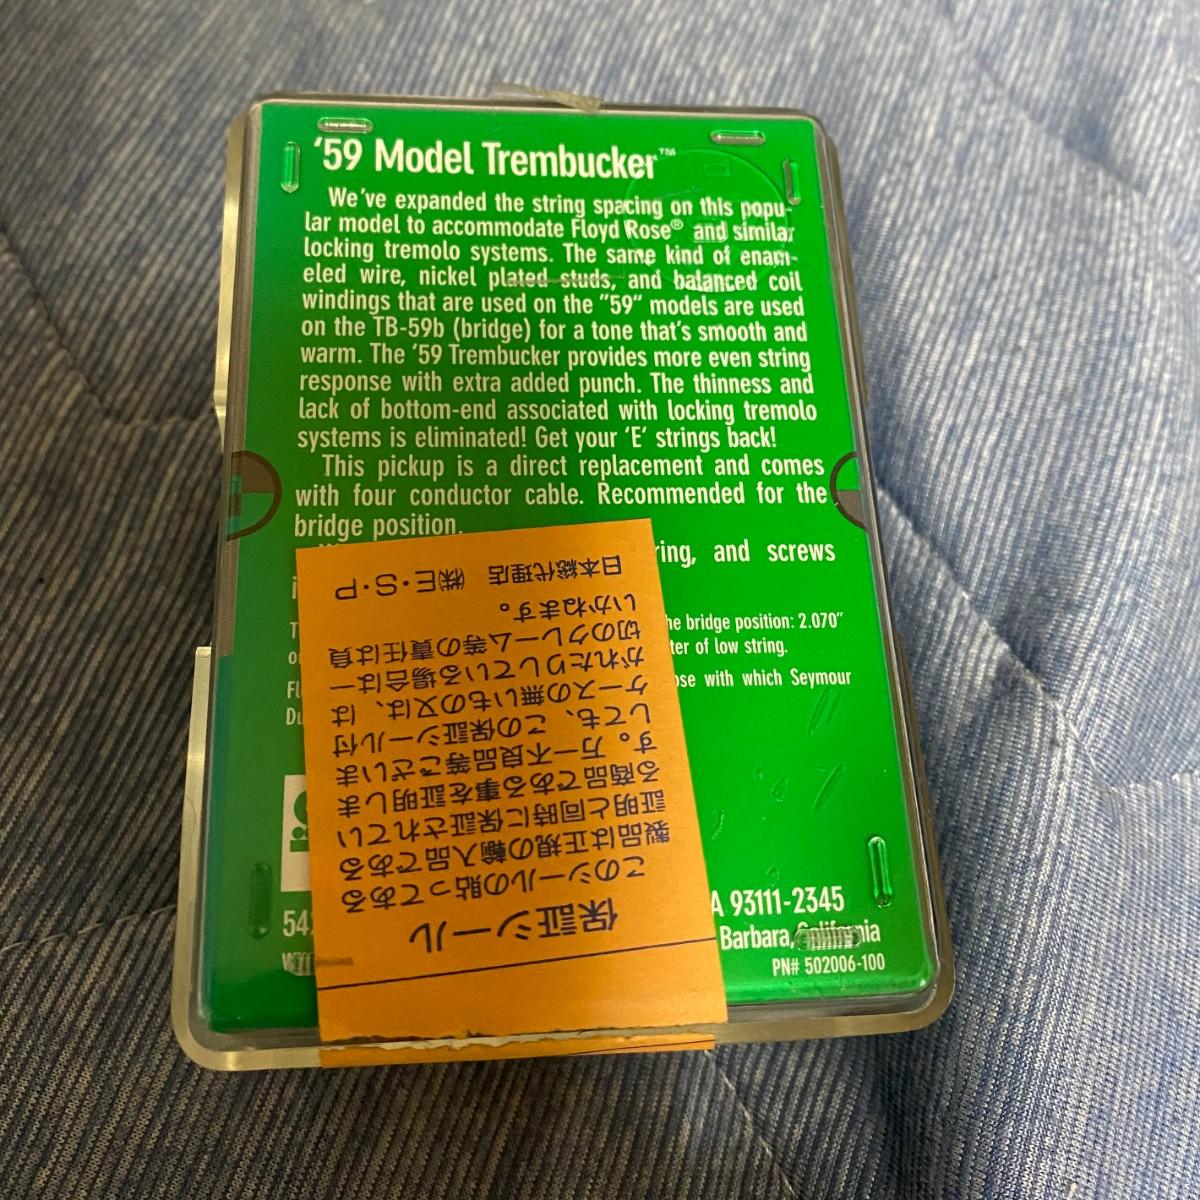 '59 Model Trembucker™
We've expanded the string spacing on this popu-
lar model to accommodate Floyd Rose® and similar
locking tremolo systems. The same kind of enam-
eled wire, nickel plated studs, and balanced coil
windings that are used on the "59" models are used
on the TB-59b (bridge) for a tone that's smooth and
warm. The '59 Trembucker provides more even string
response with extra added punch. The thinness and
lack of bottom-end associated with locking tremolo
systems is eliminated! Get your 'E' strings back!
This pickup is a direct replacement and comes
with four conductor cable. Recommended for the
bridge position.
and screws
bridge position: 2.070"
of low string.
with which Seymour
93111-2345
Barbara, California
PN# 502006-100
保証シール
このシールの貼ってある
製品は正規の輸入品である
証明と同時に保証されてい
る商品である事を証明しま
す。万一不良品等ございま
しても、この保証シール付
ケースの無いもの又は、は
がれたりしている場合は一
切のクレーム等の責任は負
いかねます。
日本総代理店 ㈱E・S・P